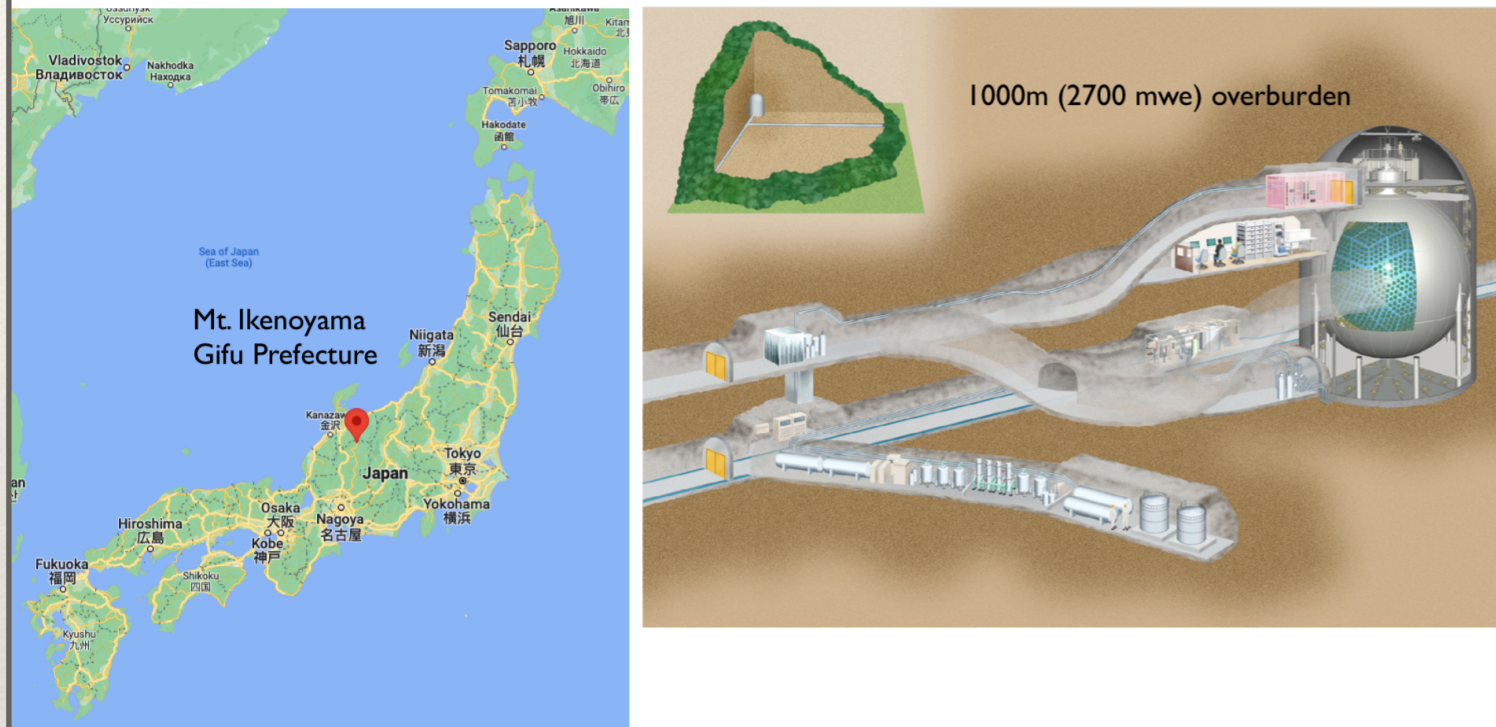 Уссурийск
Vladivostok
Владивосток
Nakhodka
Находка
旭川
Sapporo
札幌
Hokkaido
北海道
Tomakomai
苫小牧
Obihiro
帯広
Hakodate
函館
Sea of Japan
(East Sea)
Mt. Ikenoyama
Gifu Prefecture
Niigata
新潟
Sendai
仙台
Kanazawa
金沢
Japan
Tokyo
東京
Yokohama
横浜
Nagoya
名古屋
Osaka
大阪
Kobe
神戸
Hiroshima
広島
Shikoku
四国
Fukuoka
福岡
Kyushu
九州
1000m (2700 mwe) overburden